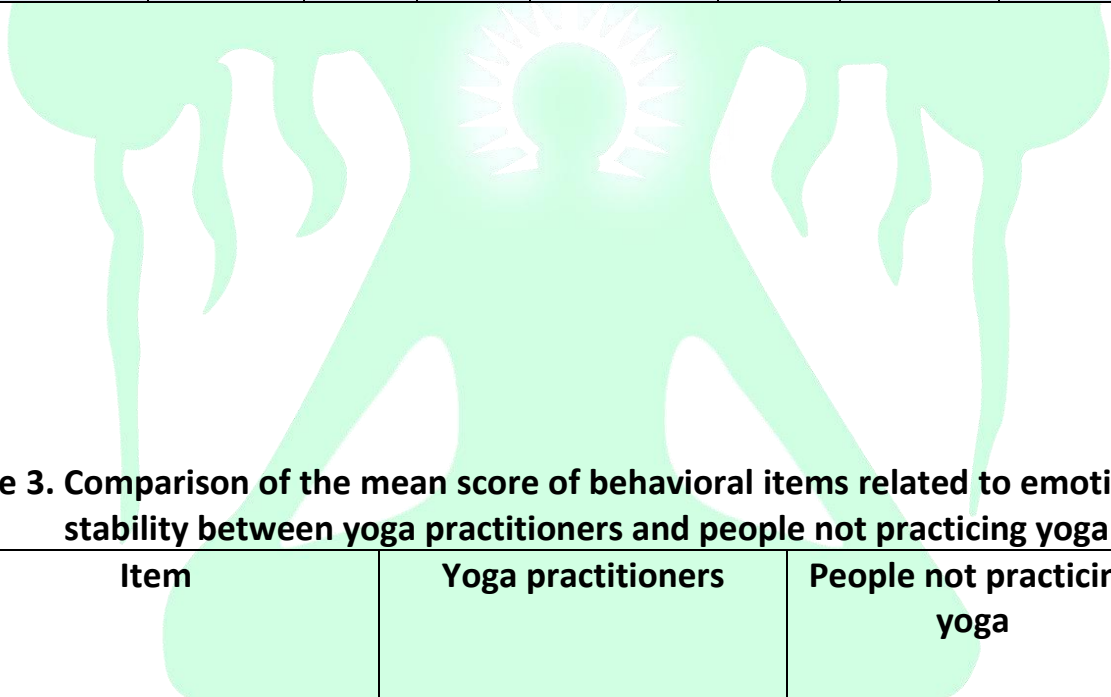 e 3. Comparison of the mean score of behavioral items related to emoti
stability between yoga practitioners and people not practicing yoga
Item Yoga practitioners People not practicin
yoga